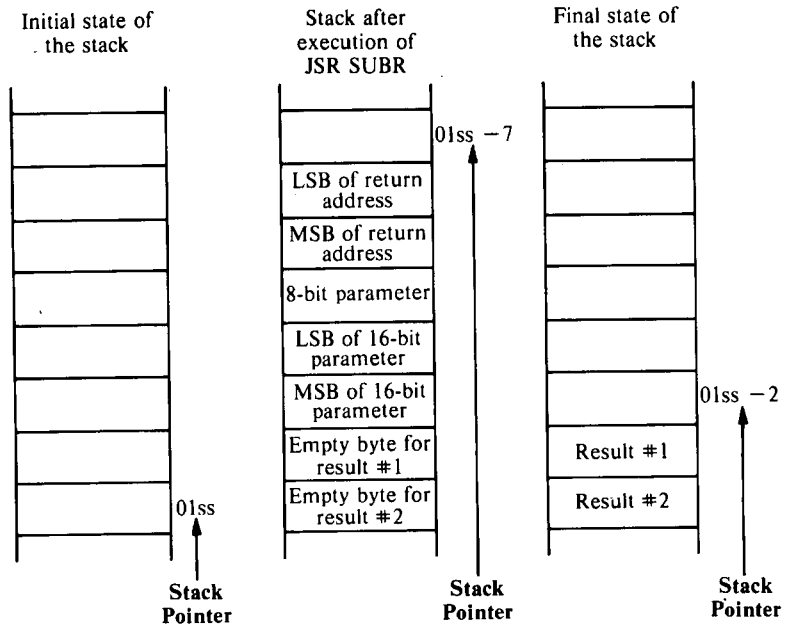 Initial state of
the stack
Stack after
execution of
JSR SUBR
Final state of
the stack
01ss −7
LSB of return
address
MSB of return
address
8-bit parameter
LSB of 16-bit
parameter
MSB of 16-bit
parameter
Empty byte for
result #1
Empty byte for
result #2
01ss
01ss −2
Result #1
Result #2
Stack
Pointer
Stack
Pointer
Stack
Pointer